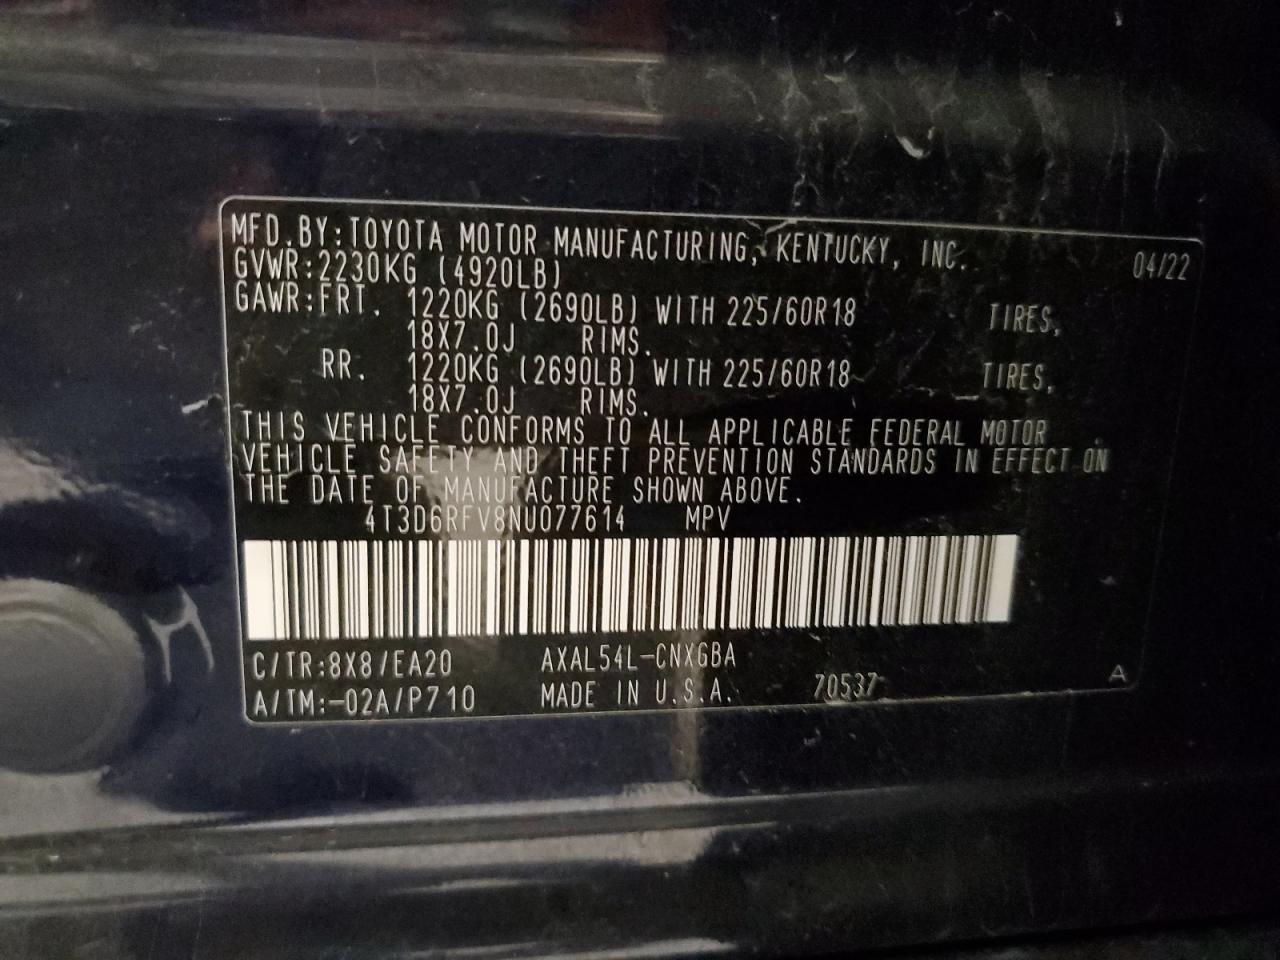 MFD.BY:TOYOTA MOTOR MANUFACTURING, KENTUCKY, INC. 04/22
GVWR:2230KG (4920LB)
GAWR:FRT. 1220KG (2690LB) WITH 225/60R18 TIRES,
18X7.0J RIMS.
RR. 1220KG (2690LB) WITH 225/60R18 TIRES,
18X7.0J RIMS.
THIS VEHICLE CONFORMS TO ALL APPLICABLE FEDERAL MOTOR
VEHICLE SAFETY AND THEFT PREVENTION STANDARDS IN EFFECT ON
THE DATE OF MANUFACTURE SHOWN ABOVE.
4T3D6RFV8NU077614 MPV
C/TR:8X8/EA20 AXAL54L-CNXGBA
A/TM:-02A/P710 MADE IN U.S.A. 70537 A